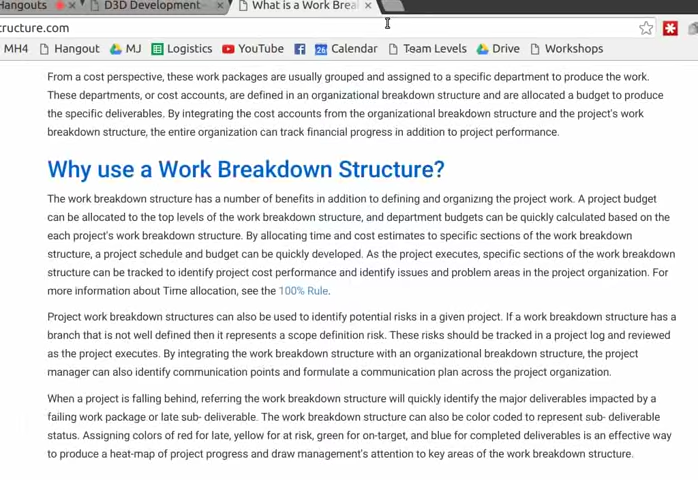 Hangouts D3D Development What is a Work Brea
tructure.com
MH4 Hangout MJ Logistics YouTube 26 Calendar Team Levels Drive Workshops
From a cost perspective, these work packages are usually grouped and assigned to a specific department to produce the work.
These departments, or cost accounts, are defined in an organizational breakdown structure and are allocated a budget to produce
the specific deliverables. By integrating the cost accounts from the organizational breakdown structure and the project's work
breakdown structure, the entire organization can track financial progress in addition to project performance.
Why use a Work Breakdown Structure?
The work breakdown structure has a number of benefits in addition to defining and organizing the project work. A project budget
can be allocated to the top levels of the work breakdown structure, and department budgets can be quickly calculated based on the
each project's work breakdown structure. By allocating time and cost estimates to specific sections of the work breakdown
structure, a project schedule and budget can be quickly developed. As the project executes, specific sections of the work breakdown
structure can be tracked to identify project cost performance and identify issues and problem areas in the project organization. For
more information about Time allocation, see the 100% Rule.
Project work breakdown structures can also be used to identify potential risks in a given project. If a work breakdown structure has a
branch that is not well defined then it represents a scope definition risk. These risks should be tracked in a project log and reviewed
as the project executes. By integrating the work breakdown structure with an organizational breakdown structure, the project
manager can also identify communication points and formulate a communication plan across the project organization.
When a project is falling behind, referring the work breakdown structure will quickly identify the major deliverables impacted by a
failing work package or late sub- deliverable. The work breakdown structure can also be color coded to represent sub- deliverable
status. Assigning colors of red for late, yellow for at risk, green for on-target, and blue for completed deliverables is an effective way
to produce a heat-map of project progress and draw management's attention to key areas of the work breakdown structure.